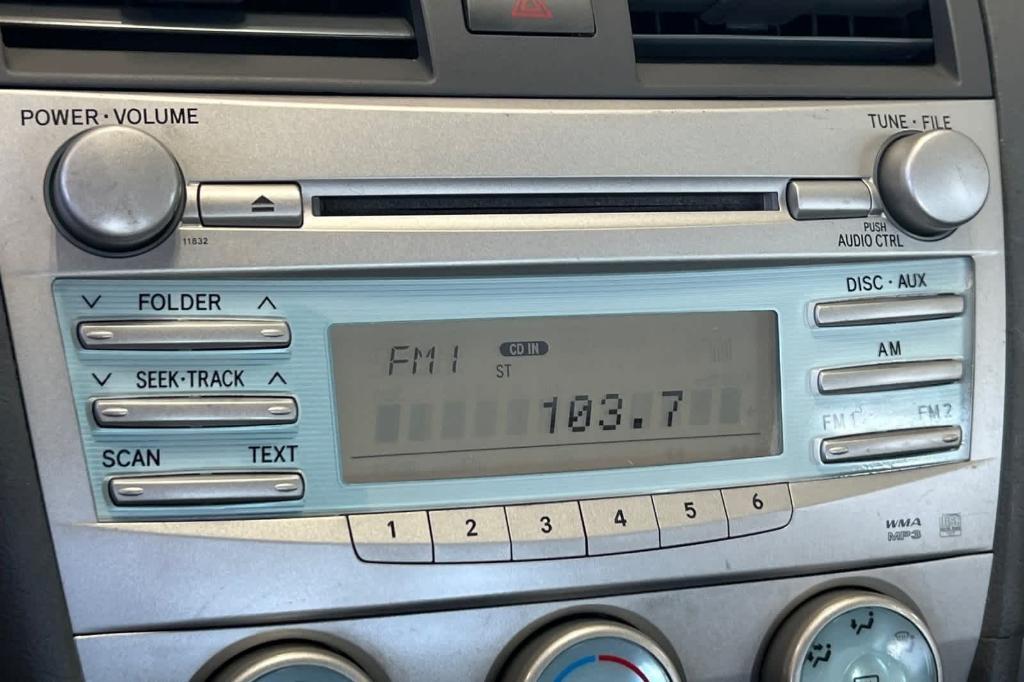 POWER · VOLUME
TUNE · FILE
11832
PUSH
AUDIO CTRL
FOLDER
DISC · AUX
FM1
CD IN
ST
AM
SEEK·TRACK
103.7
FM1
FM2
SCAN
TEXT
1
2
3
4
5
6
WMA
MP3